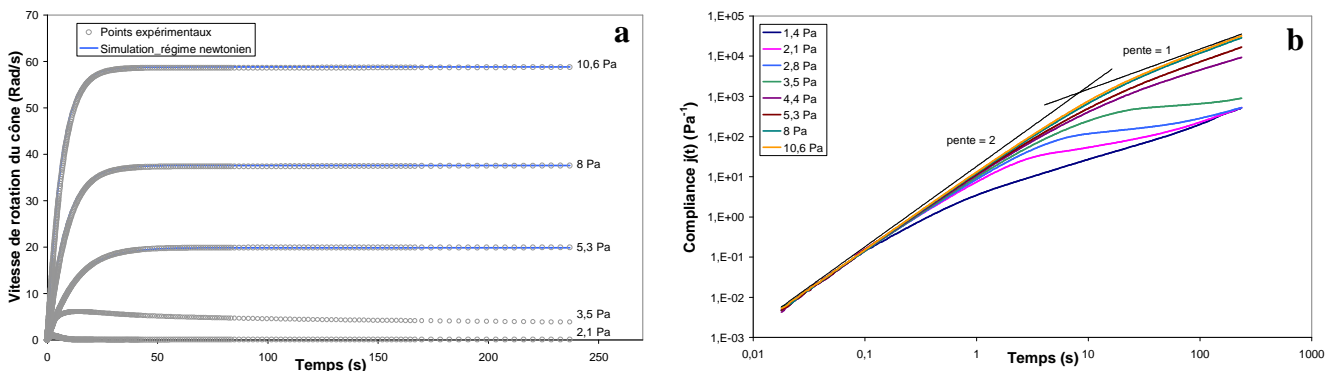 a
Vitesse de rotation du cône (Rad/s)
70
60
50
40
30
20
10
0
Points expérimentaux
Simulation_régime newtonien
10,6 Pa
8 Pa
5,3 Pa
3,5 Pa
2,1 Pa
0
50
100
150
200
250
Temps (s)
b
Compliance j(t) (Pa-1)
1,E+05
1,E+04
1,E+03
1,E+02
1,E+01
1,E+00
1,E-01
1,E-02
1,E-03
1,4 Pa
2,1 Pa
2,8 Pa
3,5 Pa
4,4 Pa
5,3 Pa
8 Pa
10,6 Pa
pente = 1
pente = 2
0,01
0,1
1
10
100
1000
Temps (s)